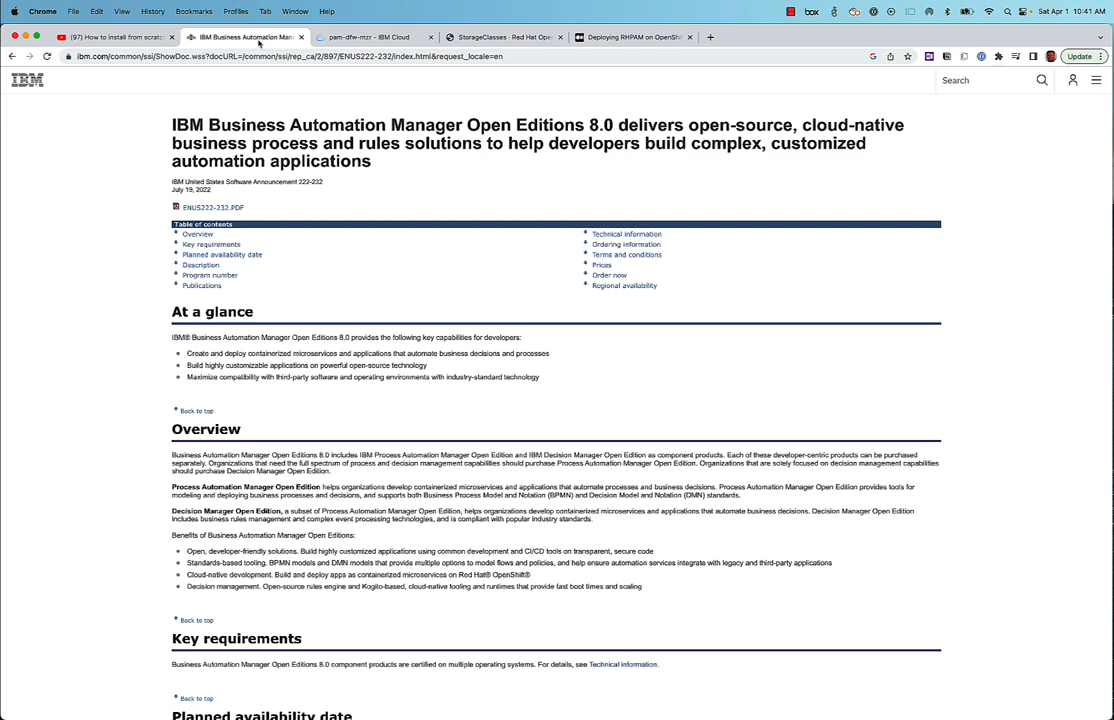 Chrome File Edit View History Bookmarks Profiles Tab Window Help box Sat Apr 1 10:41 AM
(97) How to install from scratc IBM Business Automation Man pam-dfw-mzr - IBM Cloud StorageClasses - Red Hat Ope Deploying RHPAM on OpenShif
ibm.com/common/ssi/ShowDoc.wss?docURL=/common/ssi/rep_ca/2/897/ENUS222-232/index.html&request_locale=en Update
IBM Search
IBM Business Automation Manager Open Editions 8.0 delivers open-source, cloud-native
business process and rules solutions to help developers build complex, customized
automation applications
IBM United States Software Announcement 222-232
July 19, 2022
ENUS222-232.PDF
Table of contents
Overview
Key requirements
Planned availability date
Description
Program number
Publications
Technical information
Ordering information
Terms and conditions
Prices
Order now
Regional availability
At a glance
IBM® Business Automation Manager Open Editions 8.0 provides the following key capabilities for developers:
Create and deploy containerized microservices and applications that automate business decisions and processes
Build highly customizable applications on powerful open-source technology
Maximize compatibility with third-party software and operating environments with industry-standard technology
Back to top
Overview
Business Automation Manager Open Editions 8.0 includes IBM Process Automation Manager Open Edition and IBM Decision Manager Open Edition as component products. Each of these developer-centric products can be purchased
separately. Organizations that need the full spectrum of process and decision management capabilities should purchase Process Automation Manager Open Edition. Organizations that are solely focused on decision management capabilities
should purchase Decision Manager Open Edition.
Process Automation Manager Open Edition helps organizations develop containerized microservices and applications that automate processes and business decisions. Process Automation Manager Open Edition provides tools for
modeling and deploying business processes and decisions, and supports both Business Process Model and Notation (BPMN) and Decision Model and Notation (DMN) standards.
Decision Manager Open Edition, a subset of Process Automation Manager Open Edition, helps organizations develop containerized microservices and applications that automate business decisions. Decision Manager Open Edition
includes business rules management and complex event processing technologies, and is compliant with popular industry standards.
Benefits of Business Automation Manager Open Editions:
Open, developer-friendly solutions. Build highly customized applications using common development and CI/CD tools on transparent, secure code
Standards-based tooling. BPMN models and DMN models that provide multiple options to model flows and policies, and help ensure automation services integrate with legacy and third-party applications
Cloud-native development. Build and deploy apps as containerized microservices on Red Hat® OpenShift®
Decision management. Open-source rules engine and Kogito-based, cloud-native tooling and runtimes that provide fast boot times and scaling
Back to top
Key requirements
Business Automation Manager Open Editions 8.0 component products are certified on multiple operating systems. For details, see Technical information.
Back to top
Planned availability date